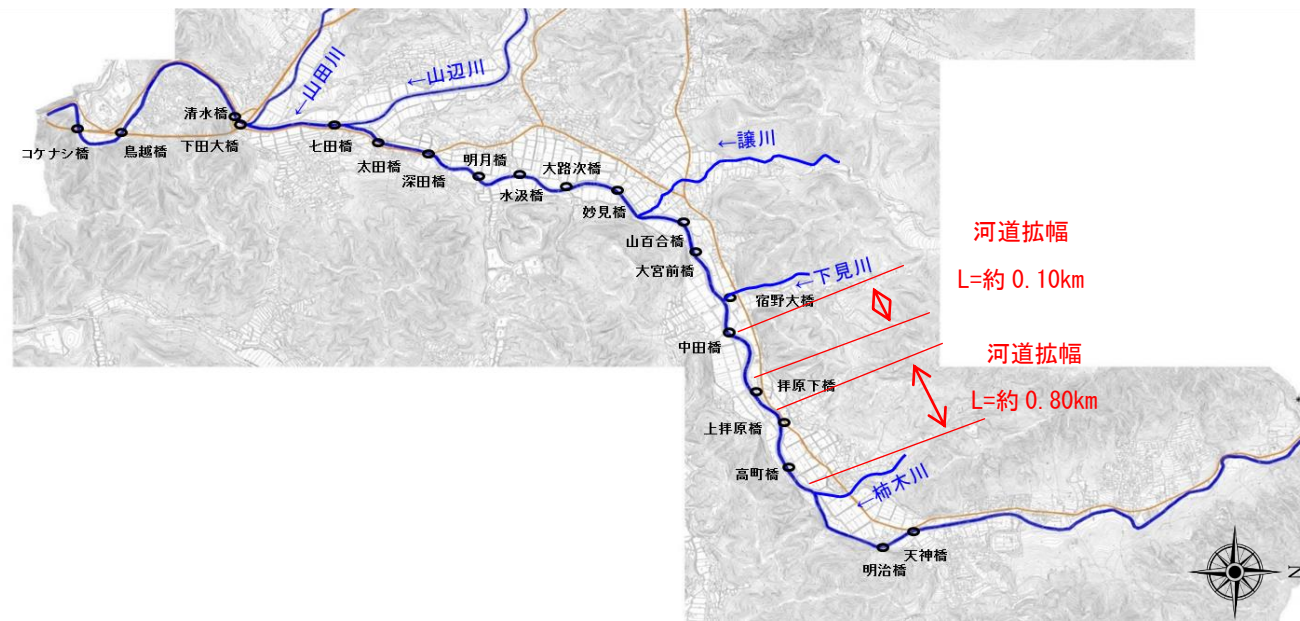 ←山田川
←山辺川
清水橋
コケナシ橋
鳥越橋
下田大橋
七田橋
太田橋
深田橋
明月橋
水汲橋
大路次橋
妙見橋
←譲川
山百合橋
大宮前橋
←下見川
宿野大橋
中田橋
河道拡幅
L=約 0.10km
河道拡幅
L=約 0.80km
拝原下橋
上拝原橋
高町橋
←柿木川
天神橋
明治橋
N